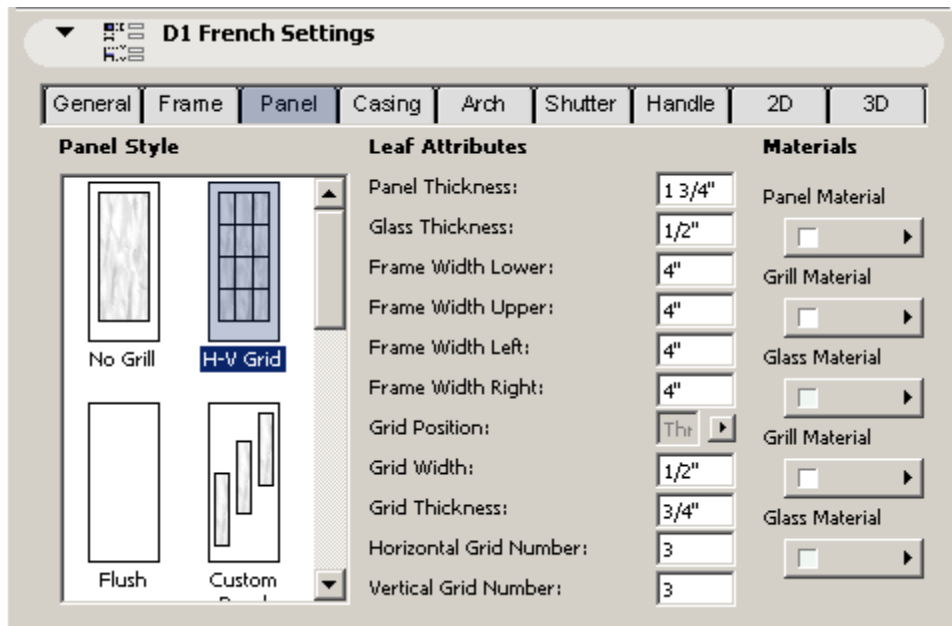 D1 French Settings
General Frame Panel Casing Arch Shutter Handle 2D 3D
Panel Style
No Grill
H-V Grid
Flush
Custom
Leaf Attributes
Panel Thickness: 1 3/4"
Glass Thickness: 1/2"
Frame Width Lower: 4"
Frame Width Upper: 4"
Frame Width Left: 4"
Frame Width Right: 4"
Grid Position: Thr
Grid Width: 1/2"
Grid Thickness: 3/4"
Horizontal Grid Number: 3
Vertical Grid Number: 3
Materials
Panel Material
Grill Material
Glass Material
Grill Material
Glass Material